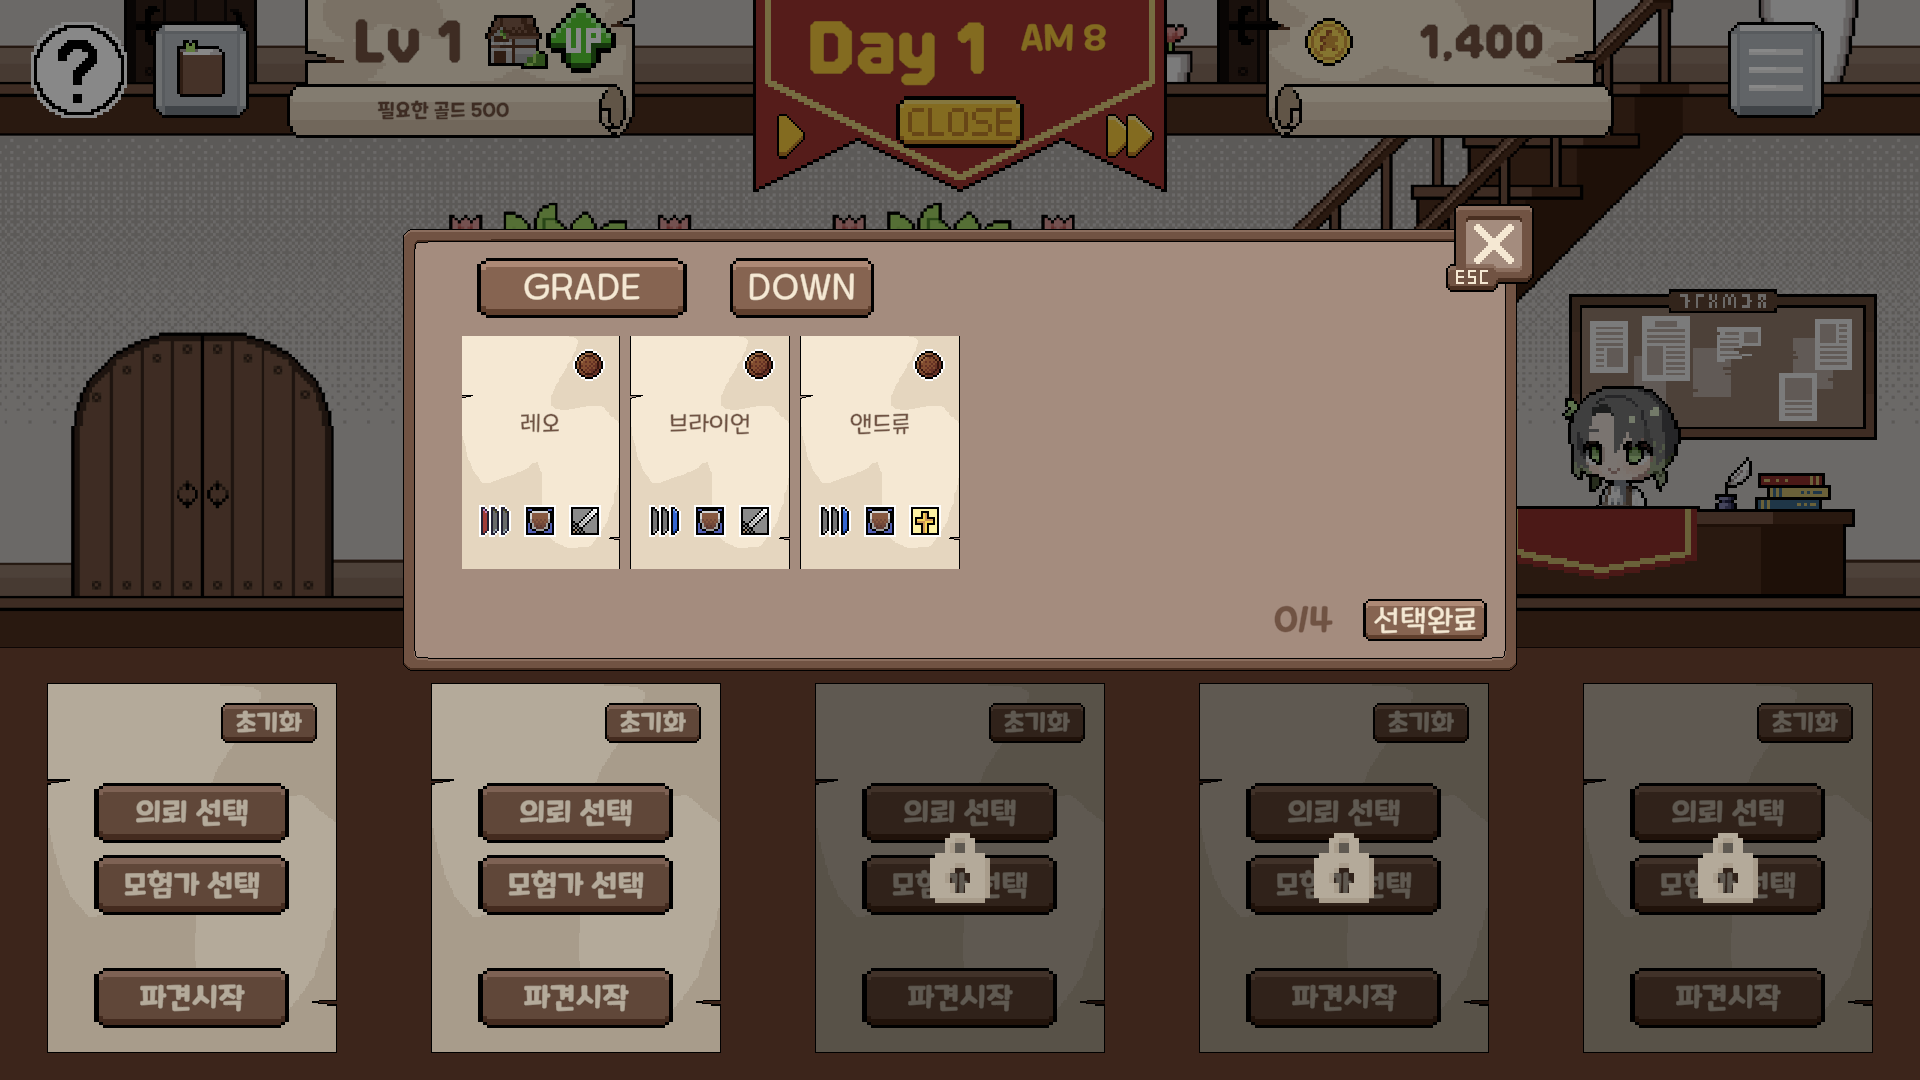 ?
Lv 1
UP
필요한 골드 500
Day 1
AM 8
CLOSE
1,400
GRADE
DOWN
ESC
레오
브라이언
앤드류
0/4
선택완료
초기화
초기화
초기화
초기화
초기화
의뢰 선택
의뢰 선택
의뢰 선택
의뢰 선택
의뢰 선택
모험가 선택
모험가 선택
파견시작
파견시작
파견시작
파견시작
파견시작